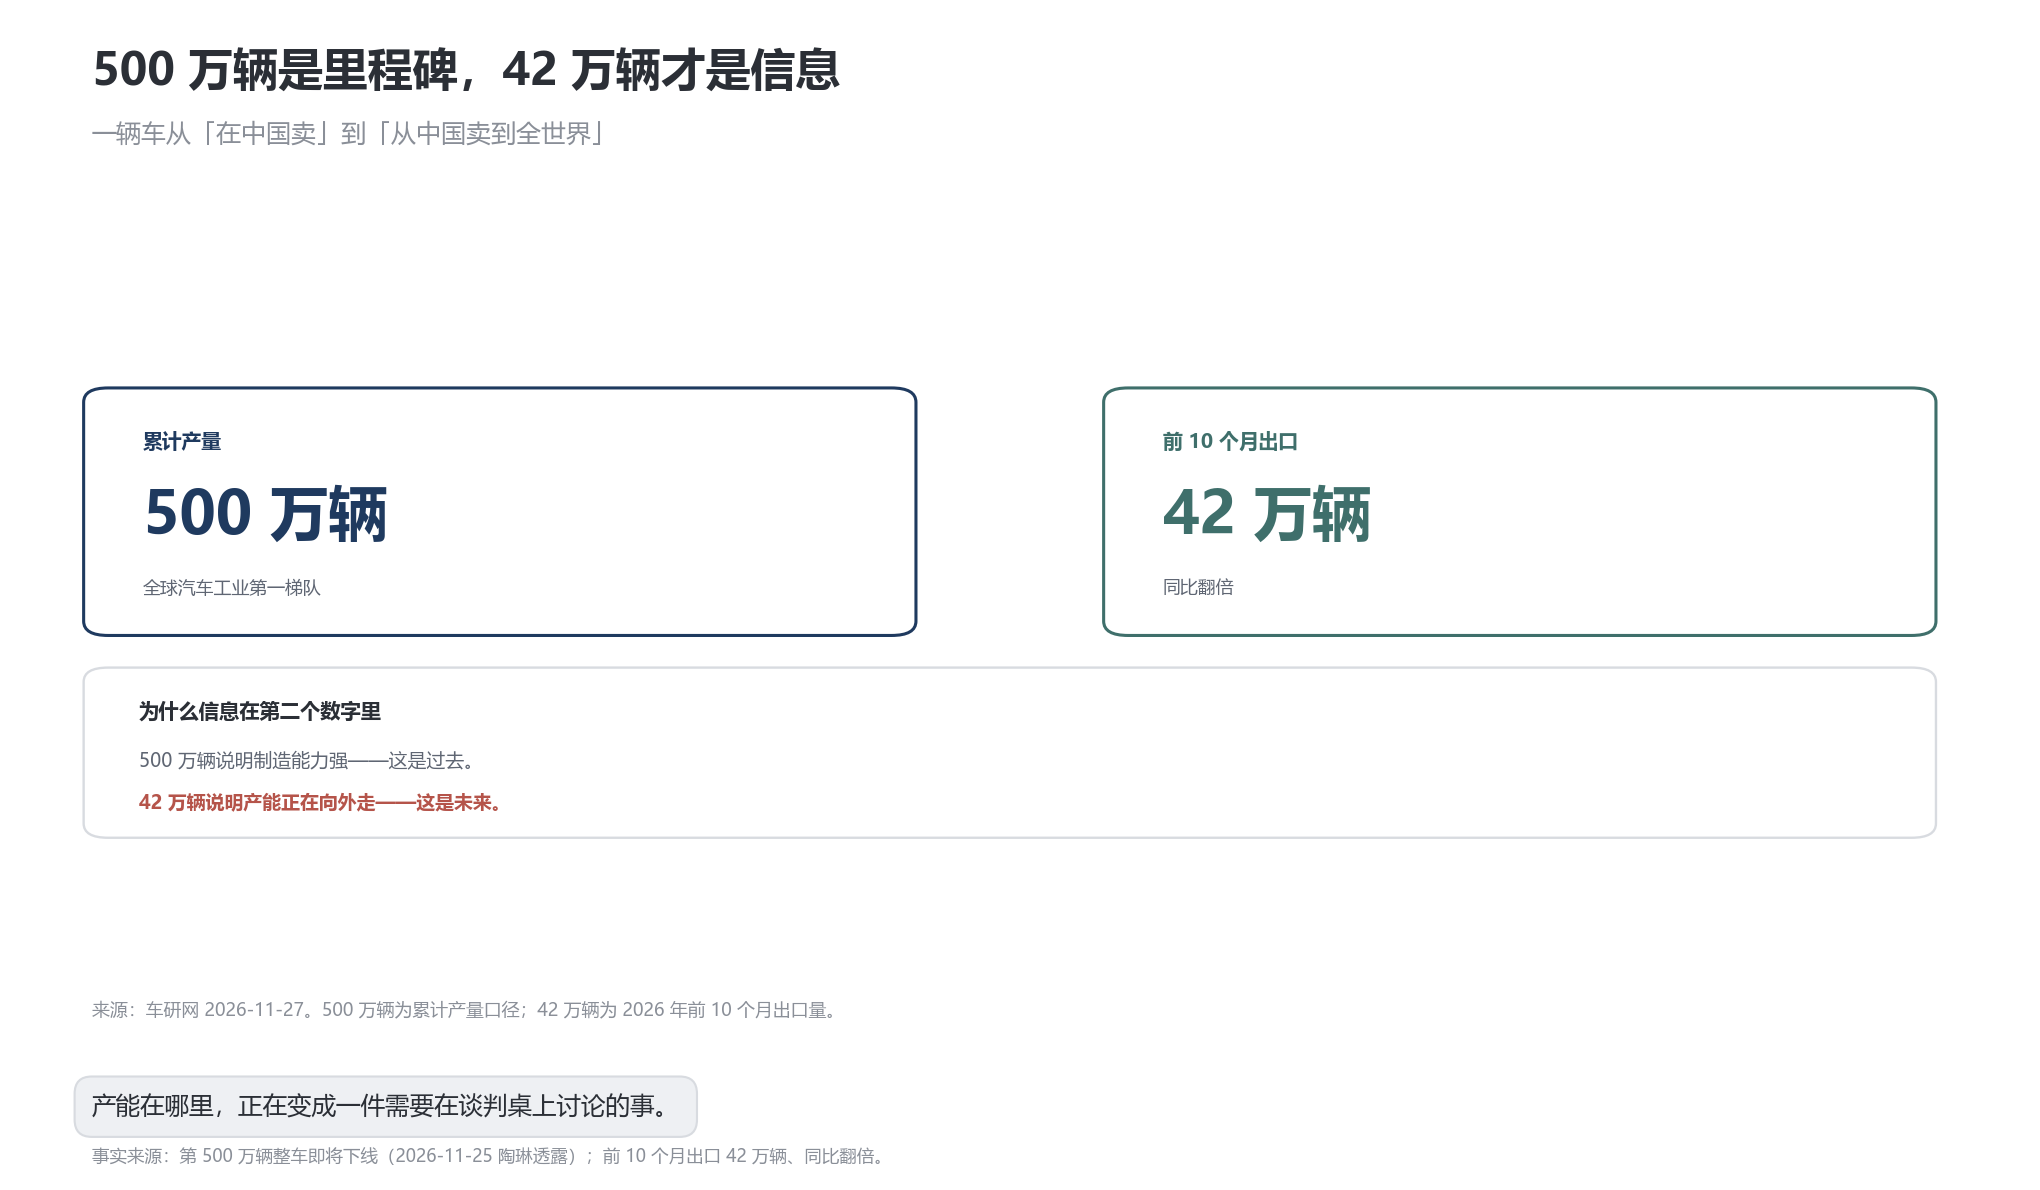 500 万辆是里程碑，42 万辆才是信息
一辆车从「在中国卖」到「从中国卖到全世界」
累计产量
500 万辆
全球汽车工业第一梯队
前 10 个月出口
42 万辆
同比翻倍
为什么信息在第二个数字里
500 万辆说明制造能力强——这是过去。
42 万辆说明产能正在向外走——这是未来。
来源：车研网 2026-11-27。500 万辆为累计产量口径；42 万辆为 2026 年前 10 个月出口量。
产能在哪里，正在变成一件需要在谈判桌上讨论的事。
事实来源：第 500 万辆整车即将下线（2026-11-25 陶琳透露）；前 10 个月出口 42 万辆、同比翻倍。